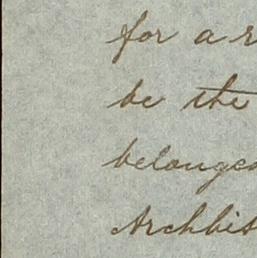 for a r
be the
belonged
Archbis